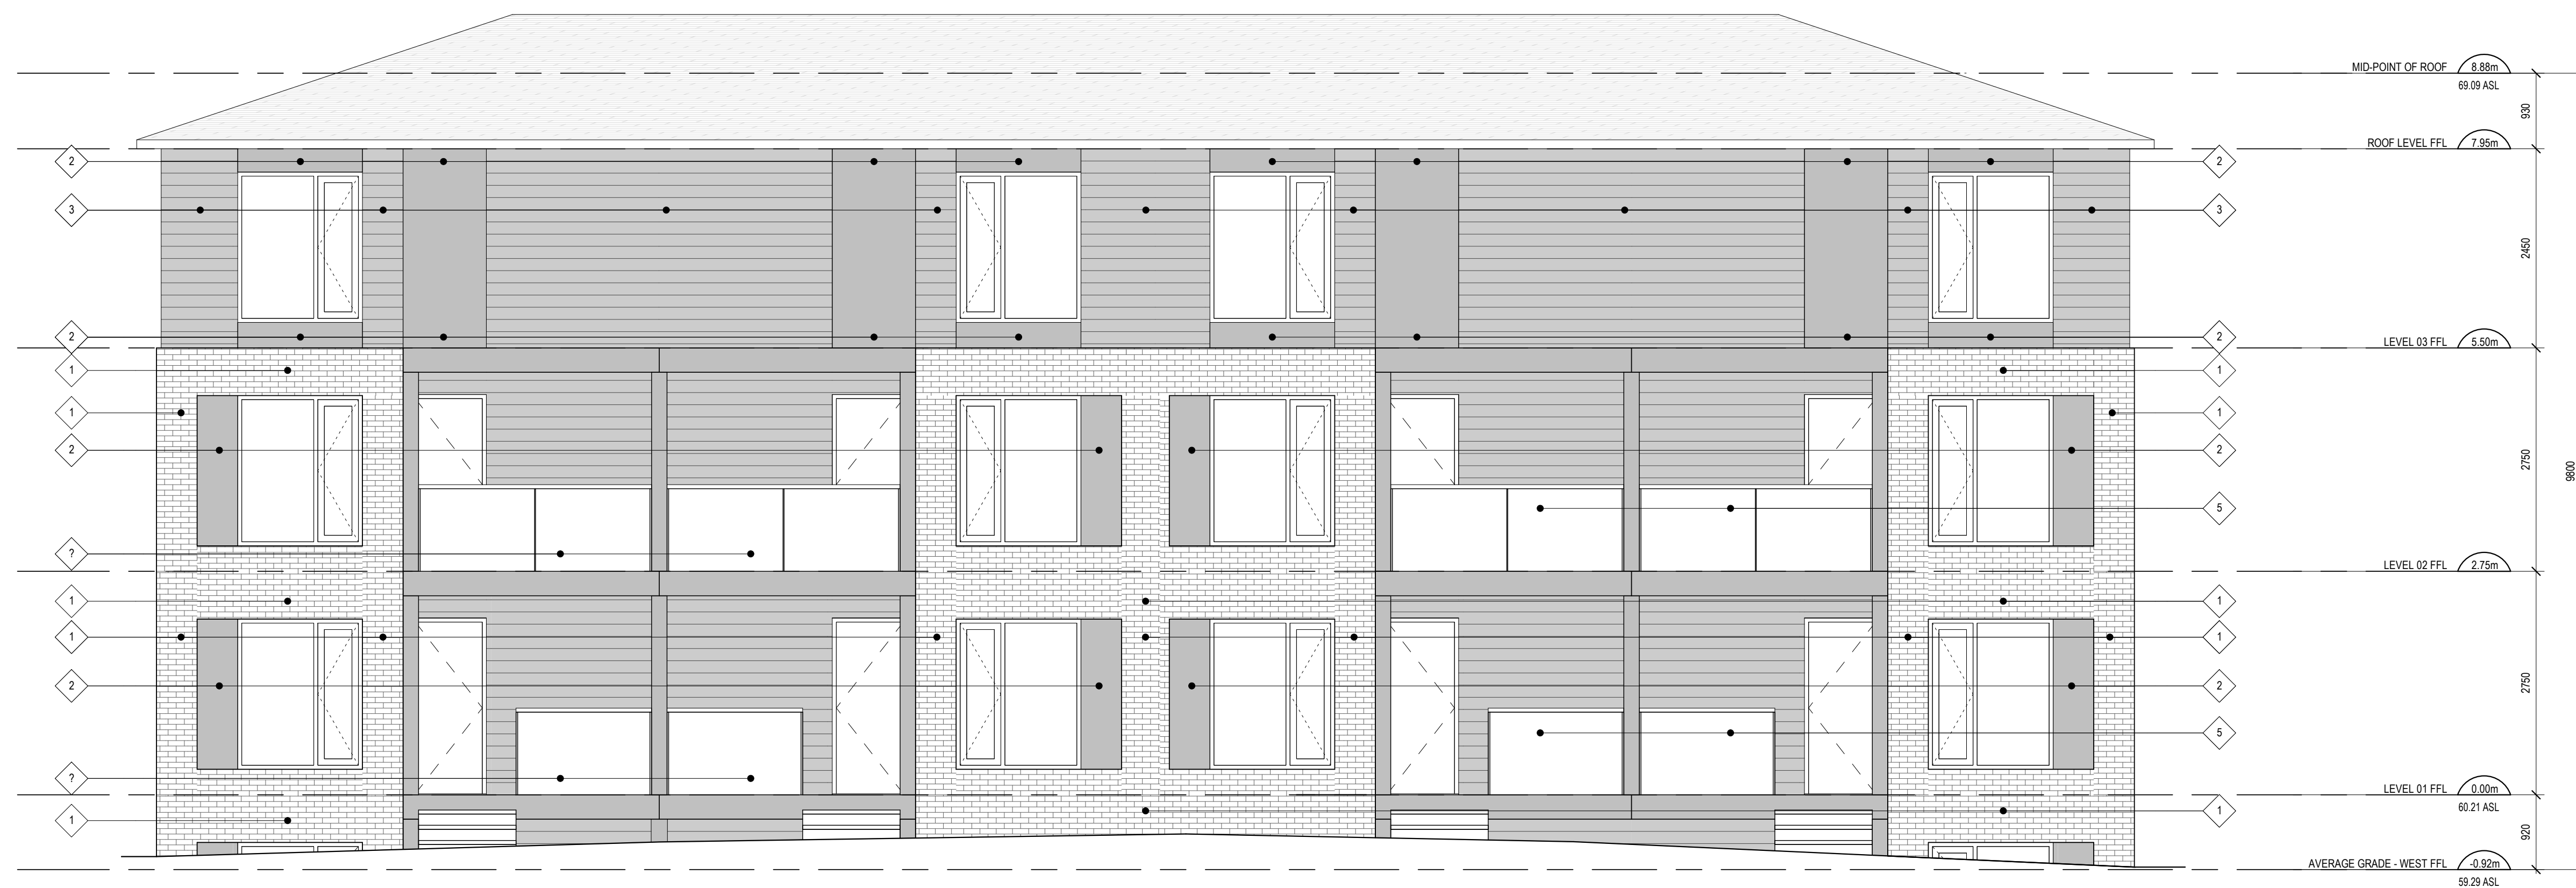 MID-POINT OF ROOF 8.88m
69.09 ASL
930
ROOF LEVEL FFL 7.95m
2 2
3 3
2450
2 2
LEVEL 03 FFL 5.50m
1 1
1 1
2 2
2750
9800
5
? 
LEVEL 02 FFL 2.75m
1 1
1 1
2 2
2750
5
?
LEVEL 01 FFL 0.00m
60.21 ASL
1 1
920
AVERAGE GRADE - WEST FFL -0.92m
59.29 ASL